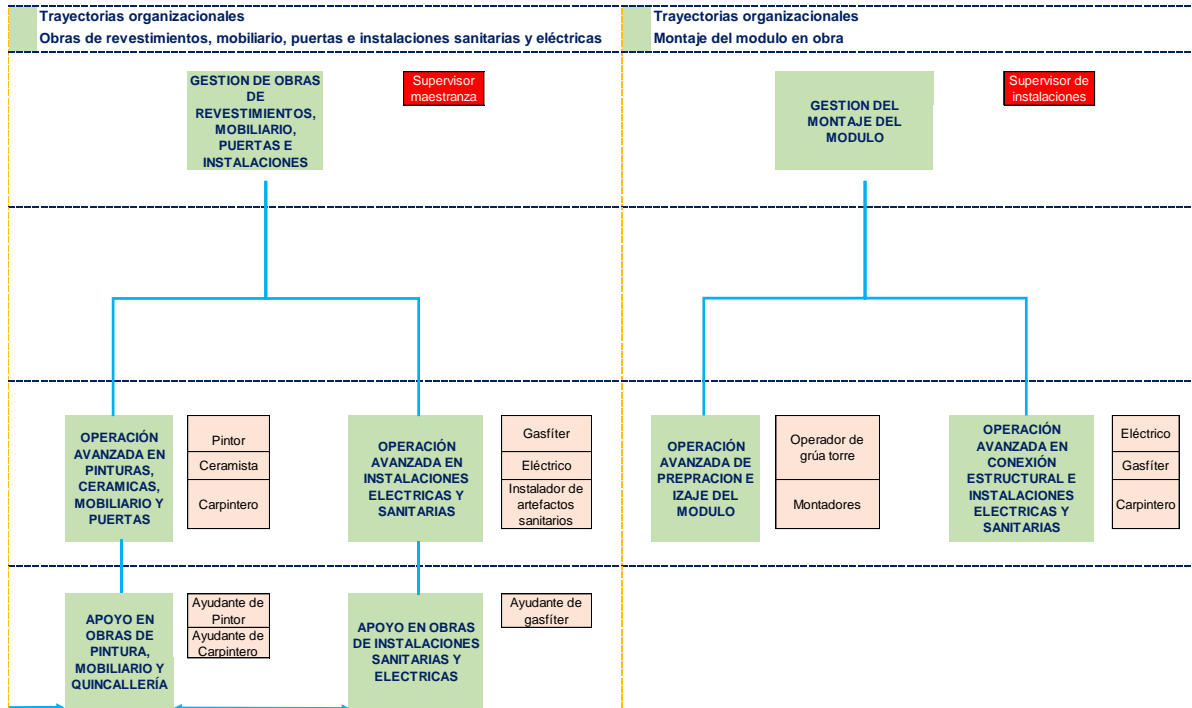 Trayectorias organizacionales
Obras de revestimientos, mobiliario, puertas e instalaciones sanitarias y eléctricas
Trayectorias organizacionales
Montaje del modulo en obra
GESTION DE OBRAS
DE
REVESTIMIENTOS,
MOBILIARIO,
PUERTAS E
INSTALACIONES
Supervisor
maestranza
GESTION DEL
MONTAJE DEL
MODULO
Supervisor de
instalaciones
OPERACIÓN
AVANZADA EN
PINTURAS,
CERAMICAS,
MOBILIARIO Y
PUERTAS
Pintor
Ceramista
Carpintero
OPERACIÓN
AVANZADA EN
INSTALACIONES
ELECTRICAS Y
SANITARIAS
Gasfíter
Eléctrico
Instalador de
artefactos
sanitarios
OPERACIÓN
AVANZADA DE
PREPRACION E
IZAJE DEL
MODULO
Operador de
grúa torre
Montadores
OPERACIÓN
AVANZADA EN
CONEXIÓN
ESTRUCTURAL E
INSTALACIONES
ELECTRICAS Y
SANITARIAS
Eléctrico
Gasfíter
Carpintero
APOYO EN
OBRAS DE
PINTURA,
MOBILIARIO Y
QUINCALLERÍA
Ayudante de
Pintor
Ayudante de
Carpintero
APOYO EN OBRAS
DE INSTALACIONES
SANITARIAS Y
ELECTRICAS
Ayudante de
gasfíter